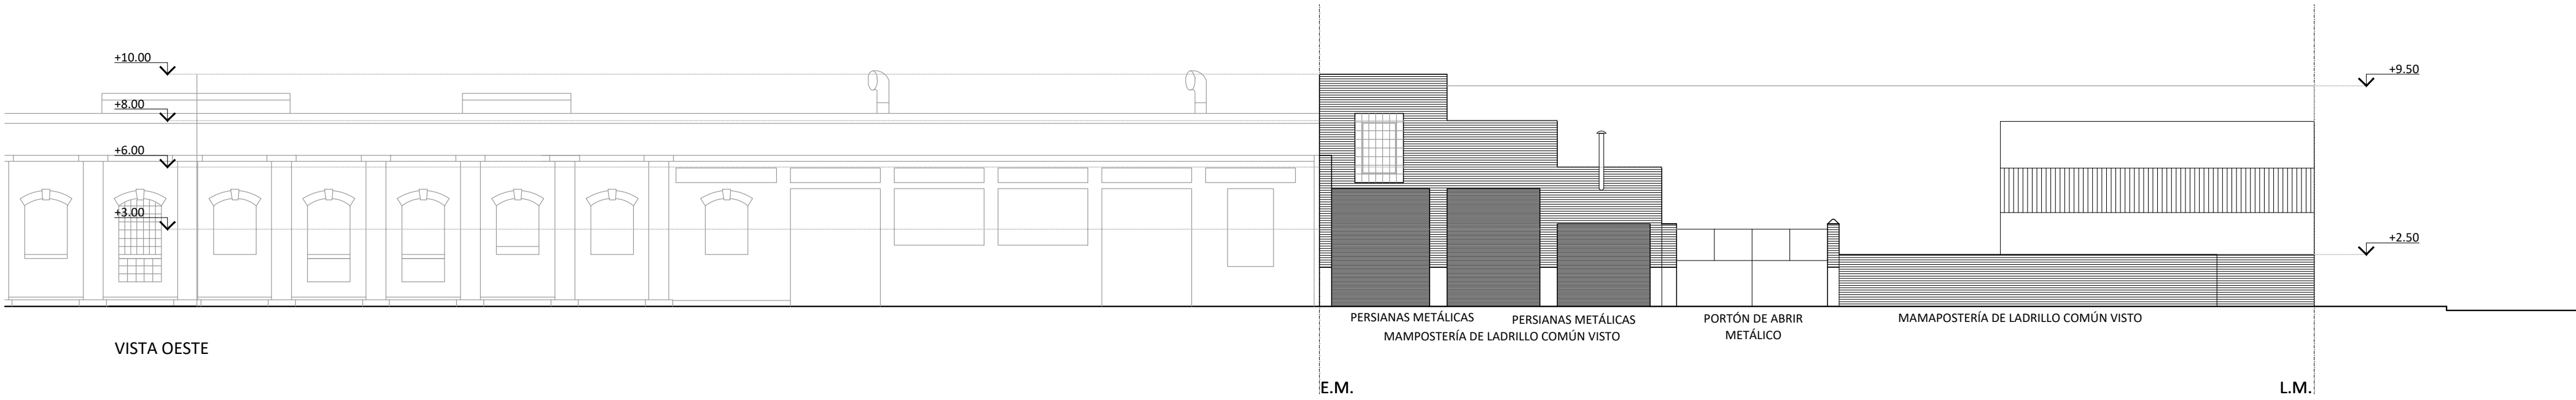 +10.00
+8.00
+6.00
+3.00
+9.50
+2.50
PERSIANAS METÁLICAS
PERSIANAS METÁLICAS
MAMPOSTERÍA DE LADRILLO COMÚN VISTO
PORTÓN DE ABRIR
METÁLICO
MAMAPOSTERÍA DE LADRILLO COMÚN VISTO
VISTA OESTE
E.M.
L.M.